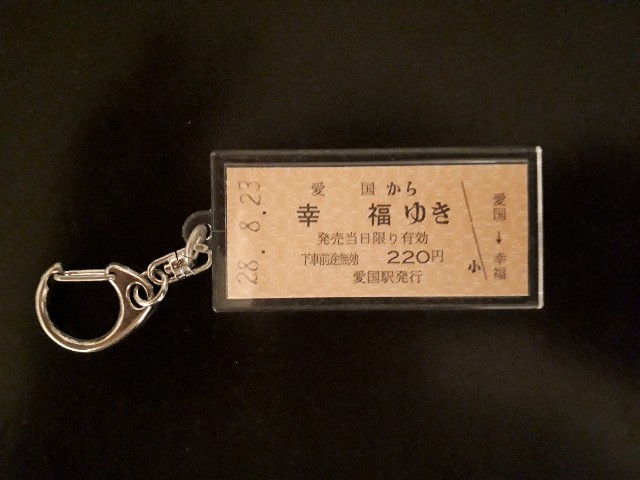 28.8.23
愛国から
幸福ゆき
発売当日限り有効
下車前途無効 220円
愛国駅発行
愛国→幸福
小